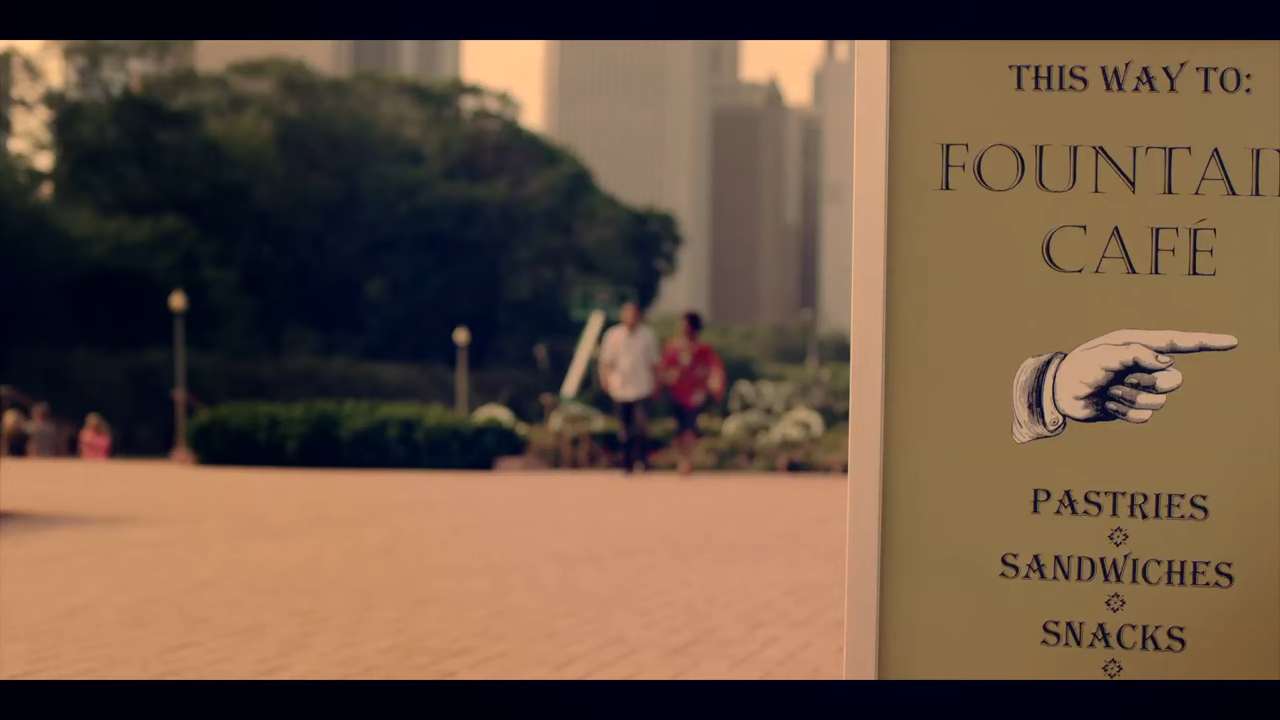 THIS WAY TO:
FOUNTAI
CAFÉ
PASTRIES
SANDWICHES
SNACKS